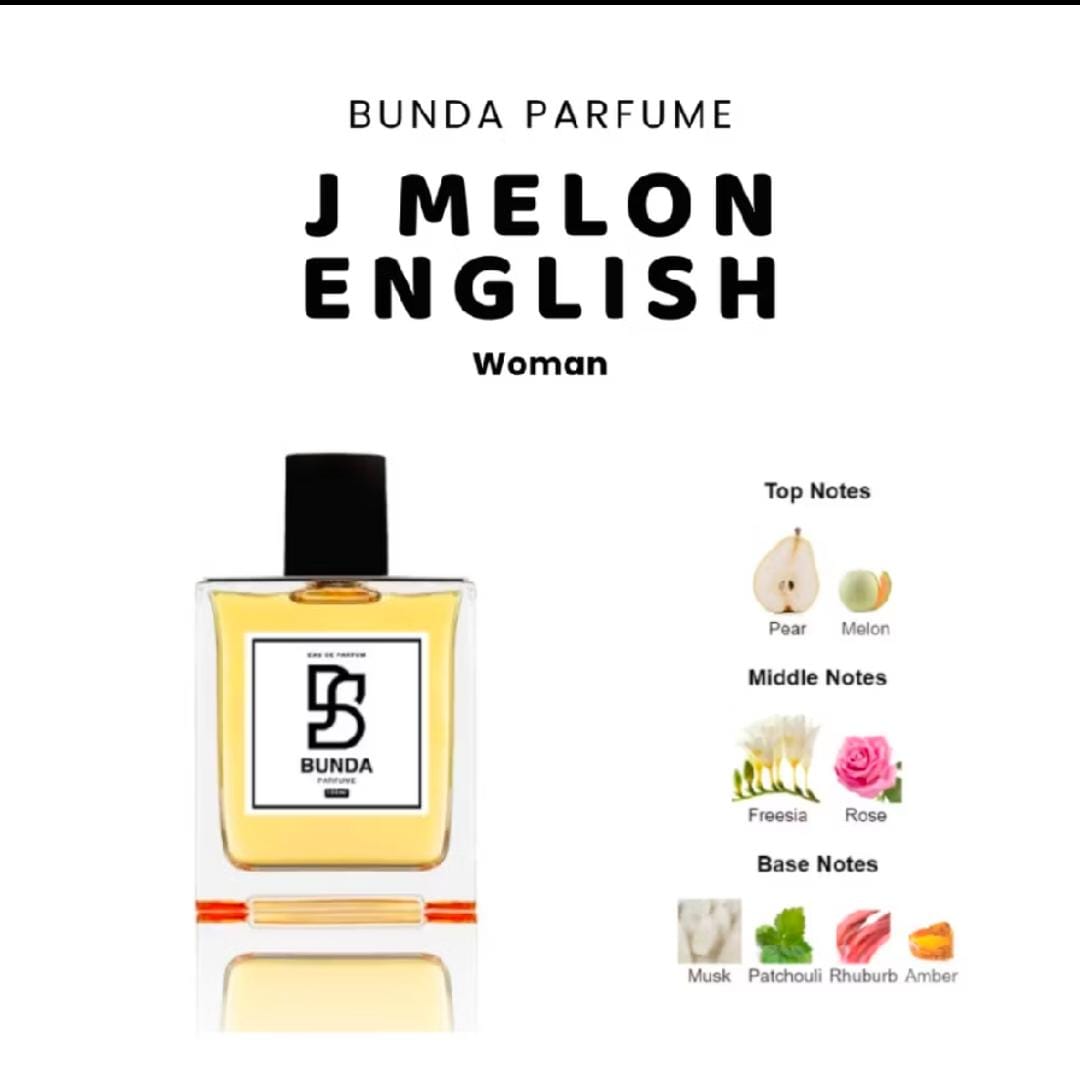 BUNDA PARFUME
J MELON
ENGLISH
Woman
EAU DE PARFUM
BUNDA
PARFUME
100ml
Top Notes
Pear Melon
Middle Notes
Freesia Rose
Base Notes
Musk Patchouli Rhuburb Amber